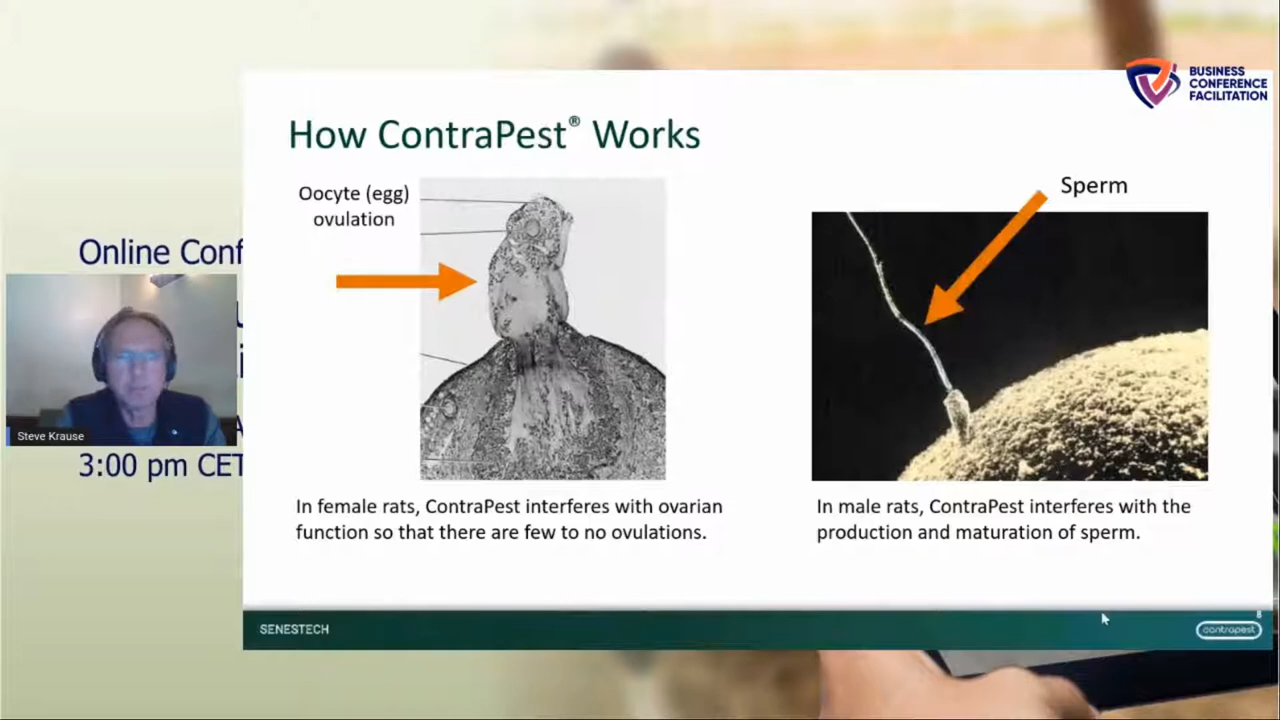 BUSINESS
CONFERENCE
FACILITATION
How ContraPest® Works
Oocyte (egg)
ovulation
Sperm
Online Conf
Steve Krause
3:00 pm CET
In female rats, ContraPest interferes with ovarian
function so that there are few to no ovulations.
In male rats, ContraPest interferes with the
production and maturation of sperm.
8
SENESTECH
contrapest